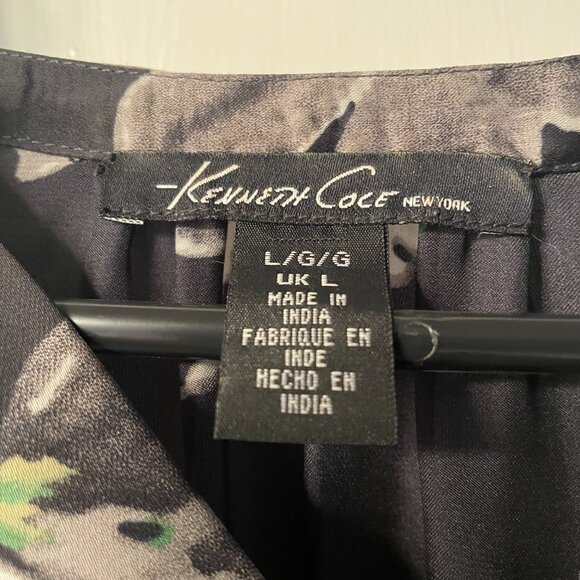 KENNETH COLE NEW YORK
L/G/G
UK L
MADE IN
INDIA
FABRIQUE EN
INDE
HECHO EN
INDIA